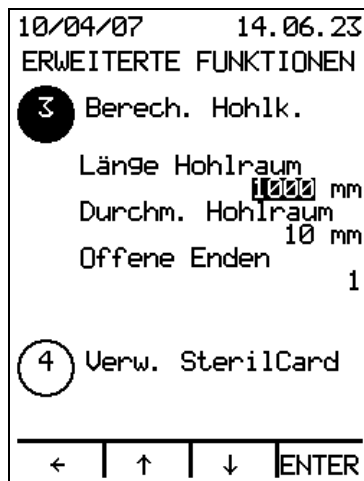 10/04/07 14.06.23
ERWEITERTE FUNKTIONEN
3 Berech. Hohlk.
Länge Hohlraum
1000 mm
Durchm. Hohlraum
10 mm
Offene Enden
1
4 Verw. SterilCard
← ↑ ↓ ENTER